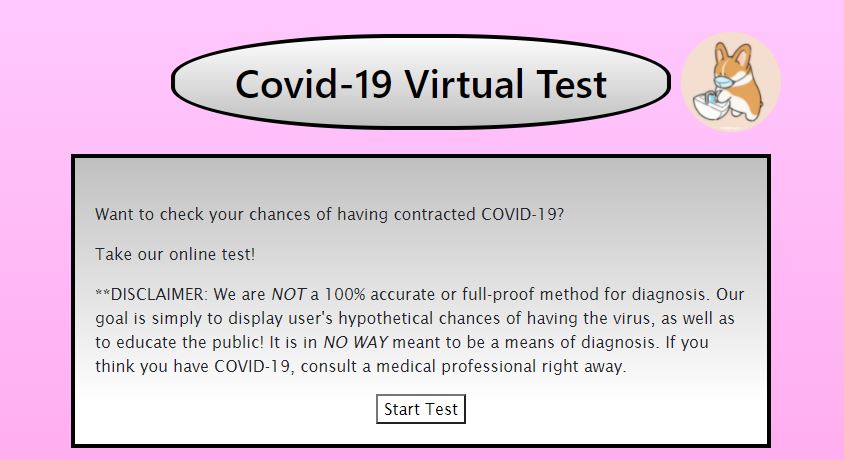 Covid-19 Virtual Test
Want to check your chances of having contracted COVID-19?
Take our online test!
**DISCLAIMER: We are NOT a 100% accurate or full-proof method for diagnosis. Our
goal is simply to display user's hypothetical chances of having the virus, as well as
to educate the public! It is in NO WAY meant to be a means of diagnosis. If you
think you have COVID-19, consult a medical professional right away.
Start Test